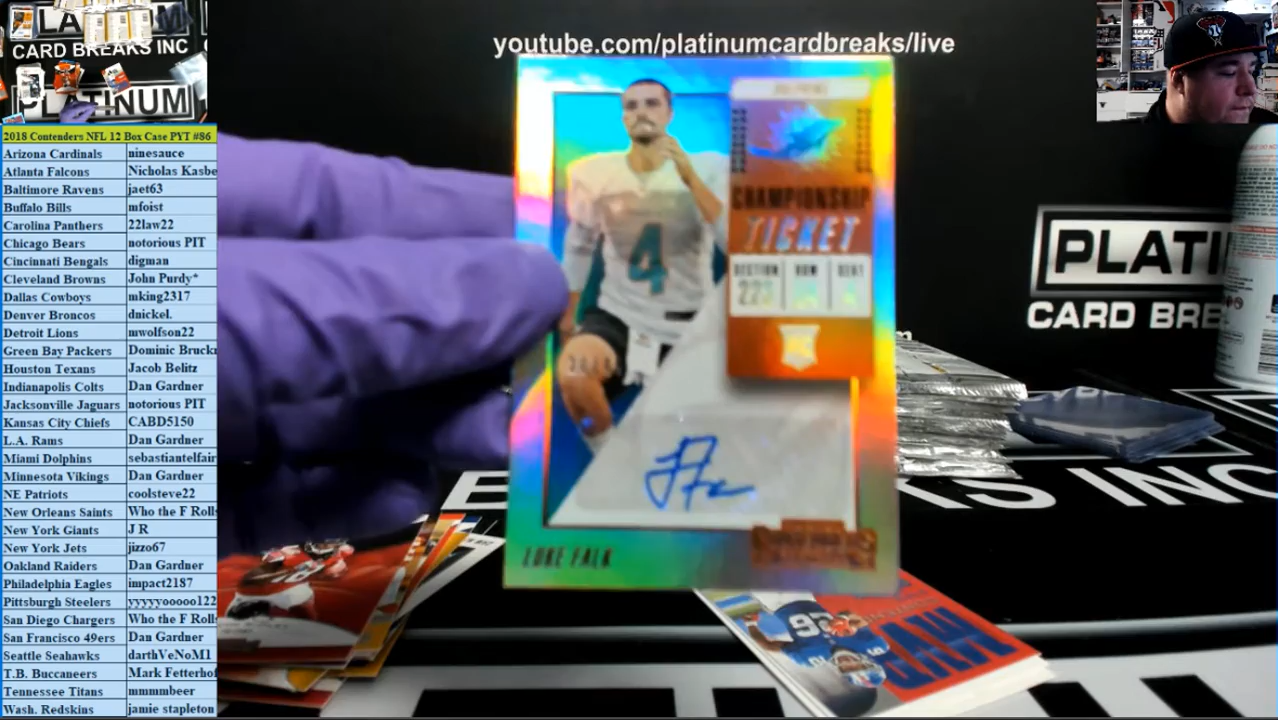 CARD BREAKS INC
PLATINUM
youtube.com/platinumcardbreaks/live
2018 Contenders NFL 12 Box Case PYT #86
Arizona Cardinals ninesauce
Atlanta Falcons Nicholas Kasbe
Baltimore Ravens jaet63
Buffalo Bills mfoist
Carolina Panthers 22law22
Chicago Bears notorious PIT
Cincinnati Bengals digman
Cleveland Browns John Purdy*
Dallas Cowboys mking2317
Denver Broncos dnickel.
Detroit Lions mwolfson22
Green Bay Packers Dominic Bruckn
Houston Texans Jacob Belitz
Indianapolis Colts Dan Gardner
Jacksonville Jaguars notorious PIT
Kansas City Chiefs CABD5150
L.A. Rams Dan Gardner
Miami Dolphins sebastiantelfair
Minnesota Vikings Dan Gardner
NE Patriots coolsteve22
New Orleans Saints Who the F Rolls
New York Giants J R
New York Jets jizzo67
Oakland Raiders Dan Gardner
Philadelphia Eagles impact2187
Pittsburgh Steelers yyyyyooooo122
San Diego Chargers Who the F Rolls
San Francisco 49ers Dan Gardner
Seattle Seahawks darthVeNoM1
T.B. Buccaneers Mark Fetterhof
Tennessee Titans mmmmbeer
Wash. Redskins jamie stapleton
CHAMPIONSHIP
TICKET
SECTION ROW SEAT
4
LUKE FALK
PLATI
CARD BRE
TS INC